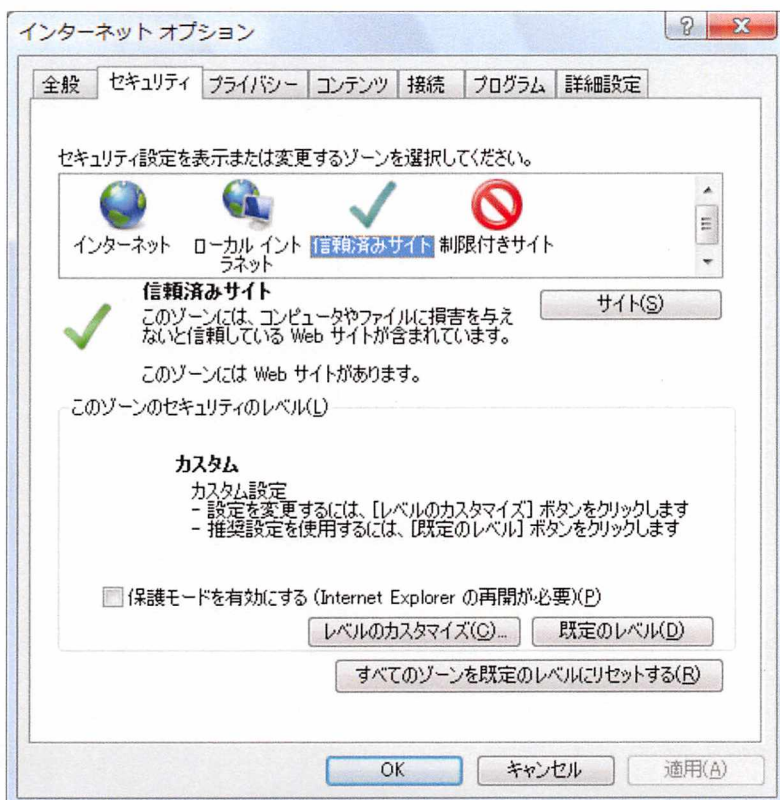 インターネット オプション
?
X
全般 セキュリティ プライバシー コンテンツ 接続 プログラム 詳細設定
セキュリティ設定を表示または変更するゾーンを選択してください。
インターネット ローカル イント 信頼済みサイト 制限付きサイト
ラネット
信頼済みサイト
サイト(S)
このゾーンには、コンピュータやファイルに損害を与え
ないと信頼している Web サイトが含まれています。
このゾーンには Web サイトがあります。
このゾーンのセキュリティのレベル(L)
カスタム
カスタム設定
- 設定を変更するには、[レベルのカスタマイズ] ボタンをクリックします
- 推奨設定を使用するには、[既定のレベル] ボタンをクリックします
保護モードを有効にする (Internet Explorer の再開が必要)(P)
レベルのカスタマイズ(C)... 既定のレベル(D)
すべてのゾーンを既定のレベルにリセットする(R)
OK キャンセル 適用(A)